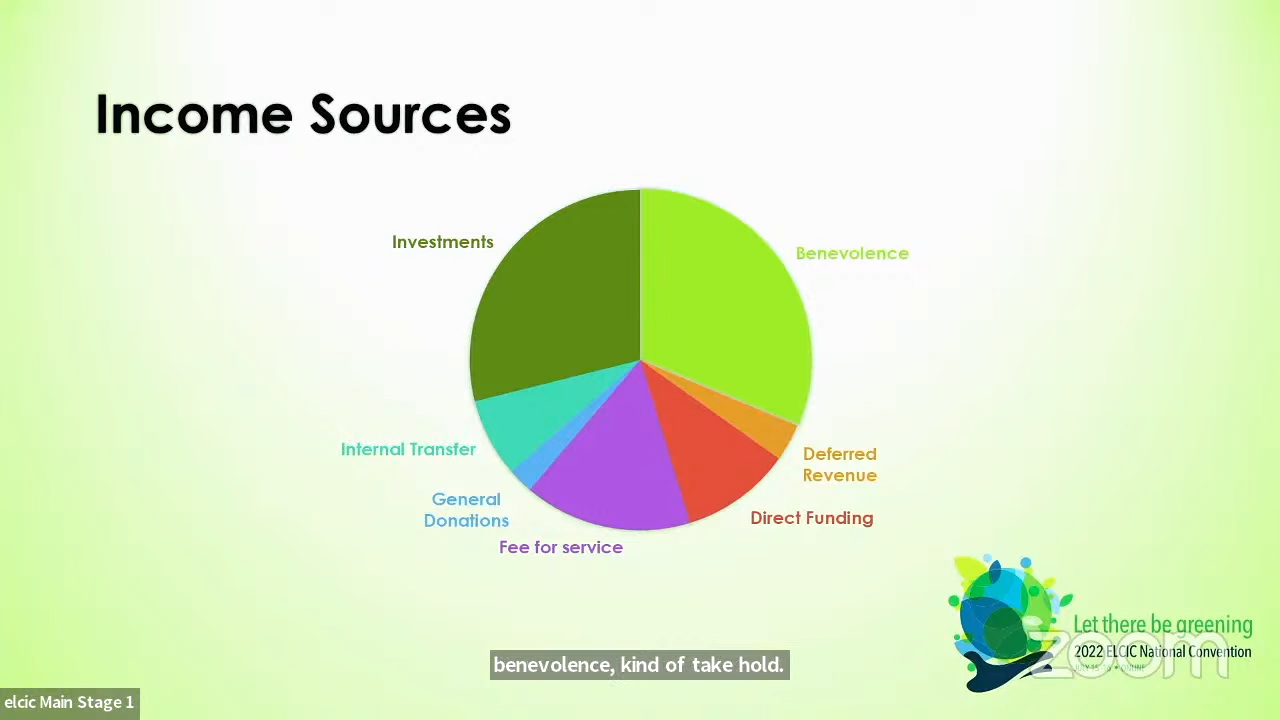 Income Sources
Investments
Benevolence
Internal Transfer
Deferred
Revenue
General
Donations
Direct Funding
Fee for service
Let there be greening
zoom
2022 ELCIC National Convention
benevolence, kind of take hold.
elcic Main Stage 1